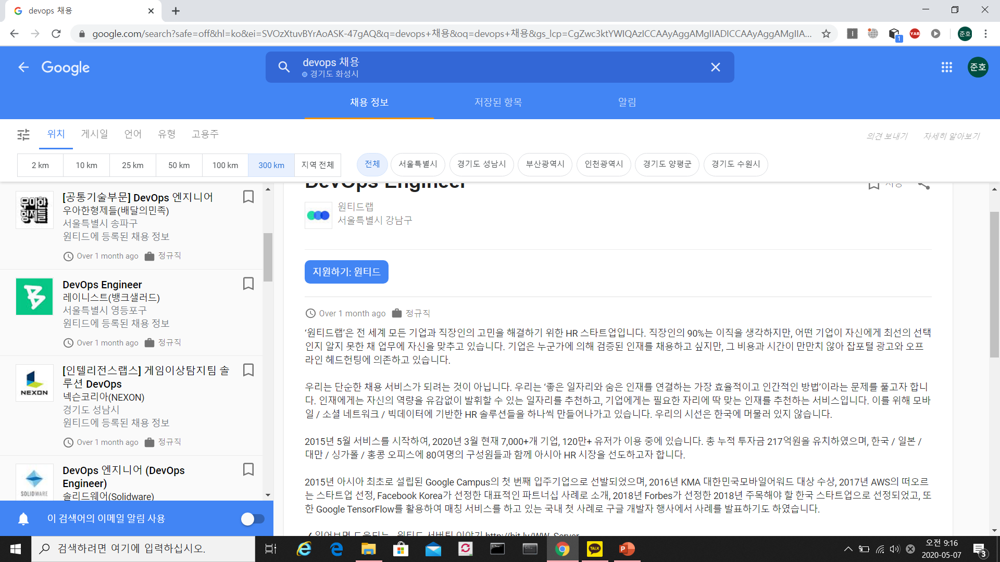 devops 채용
google.com/search?safe=off&hl=ko&ei=SVOzXtuvBYrAoASK-47gAQ&q=devops+채용&oq=devops+채용&gs_lcp=CgZwc3ktYWIQAzICCAAyAggAMgIIADICCAAyAggAMgIIA...
YAB
1
준호
Google
devops 채용
경기도 화성시
준호
채용 정보
저장된 항목
알림
위치
게시일
언어
유형
고용주
의견 보내기
자세히 알아보기
2 km
10 km
25 km
50 km
100 km
300 km
지역 전체
전체
서울특별시
경기도 성남시
부산광역시
인천광역시
경기도 양평군
경기도 수원시
우아한
형제들
[공통기술부문] DevOps 엔지니어
우아한형제들(배달의민족)
서울특별시 송파구
원티드에 등록된 채용 정보
Over 1 month ago 정규직
DevOps Engineer
레이니스트(뱅크샐러드)
서울특별시 영등포구
원티드에 등록된 채용 정보
Over 1 month ago 정규직
NEXON
[인텔리전스랩스] 게임이상탐지팀 솔
루션 DevOps
넥슨코리아(NEXON)
경기도 성남시
원티드에 등록된 채용 정보
Over 1 month ago 정규직
SOLIDWARE
DevOps 엔지니어 (DevOps
Engineer)
솔리드웨어(Solidware)
이 검색어의 이메일 알림 사용
DevOps Engineer
저장
원티드랩
서울특별시 강남구
지원하기: 원티드
Over 1 month ago 정규직
‘원티드랩’은 전 세계 모든 기업과 직장인의 고민을 해결하기 위한 HR 스타트업입니다. 직장인의 90%는 이직을 생각하지만, 어떤 기업이 자신에게 최선의 선택
인지 알지 못한 채 업무에 자신을 맞추고 있습니다. 기업은 누군가에 의해 검증된 인재를 채용하고 싶지만, 그 비용과 시간이 만만치 않아 잡포털 광고와 오프
라인 헤드헌팅에 의존하고 있습니다.
우리는 단순한 채용 서비스가 되려는 것이 아닙니다. 우리는 ‘좋은 일자리와 숨은 인재를 연결하는 가장 효율적이고 인간적인 방법’이라는 문제를 풀고자 합니
다. 인재에게는 자신의 역량을 유감없이 발휘할 수 있는 일자리를 추천하고, 기업에게는 필요한 자리에 딱 맞는 인재를 추천하는 서비스입니다. 이를 위해 모바
일 / 소셜 네트워크 / 빅데이터에 기반한 HR 솔루션들을 하나씩 만들어나가고 있습니다. 우리의 시선은 한국에 머물러 있지 않습니다.
2015년 5월 서비스를 시작하여, 2020년 3월 현재 7,000+개 기업, 120만+ 유저가 이용 중에 있습니다. 총 누적 투자금 217억원을 유치하였으며, 한국 / 일본 /
대만 / 싱가폴 / 홍콩 오피스에 80여명의 구성원들과 함께 아시아 HR 시장을 선도하고자 합니다.
2015년 아시아 최초로 설립된 Google Campus의 첫 번째 입주기업으로 선발되었으며, 2016년 KMA 대한민국모바일어워드 대상 수상, 2017년 AWS의 떠오르
는 스타트업 선정, Facebook Korea가 선정한 대표적인 파트너십 사례로 소개, 2018년 Forbes가 선정한 2018년 주목해야 할 한국 스타트업으로 선정되었고, 또
한 Google TensorFlow를 활용하여 매칭 서비스를 하고 있는 국내 첫 사례로 구글 개발자 행사에서 사례를 발표하기도 하였습니다.
✓ 읽어보면 도움되는, 원티드 서버팀 이야기 http://bit.ly/WW_Server
검색하려면 여기에 입력하십시오.
TALK
오전 9:16
2020-05-07
3